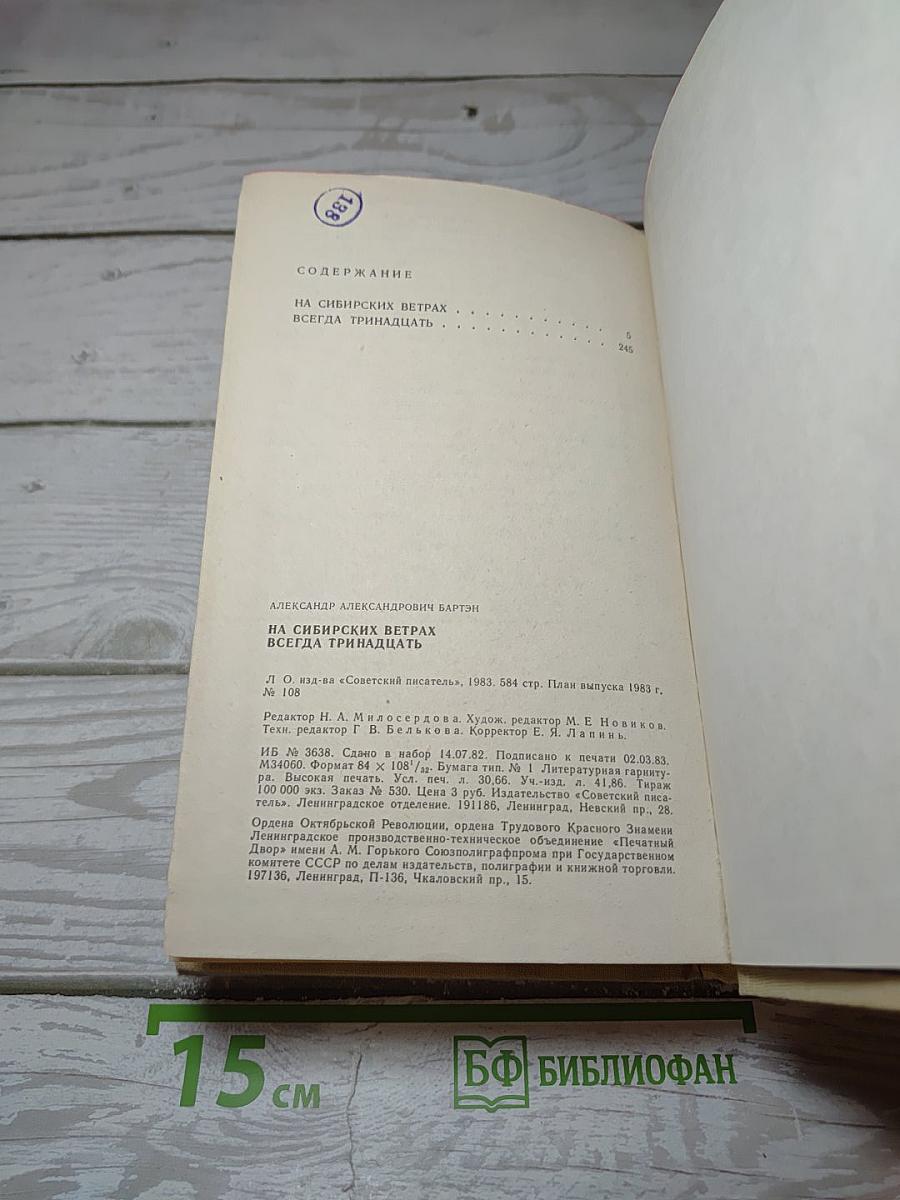 138
СОДЕРЖАНИЕ
НА СИБИРСКИХ ВЕТРАХ . . . . . . . . . . . 5
ВСЕГДА ТРИНАДЦАТЬ . . . . . . . . . . . . 245
АЛЕКСАНДР АЛЕКСАНДРОВИЧ БАРТЭН
НА СИБИРСКИХ ВЕТРАХ
ВСЕГДА ТРИНАДЦАТЬ
Л О. изд-ва «Советский писатель», 1983. 584 стр. План выпуска 1983 г.
№ 108
Редактор Н. А. Милосердова. Худож. редактор М. Е Новиков.
Техн. редактор Г В. Белькова. Корректор Е. Я. Лапинь.
ИБ № 3638. Сдано в набор 14.07.82. Подписано к печати 02.03.83.
М34060. Формат 84 × 108¹/₃₂. Бумага тип. № 1 Литературная гарниту-
ра. Высокая печать. Усл. печ. л. 30.66. Уч.-изд. л. 41,86. Тираж
100 000 экз. Заказ № 530. Цена 3 руб. Издательство «Советский писа-
тель». Ленинградское отделение. 191186, Ленинград, Невский пр., 28.
Ордена Октябрьской Революции, ордена Трудового Красного Знамени
Ленинградское производственно-техническое объединение «Печатный
Двор» имени А. М. Горького Союзполиграфпрома при Государственном
комитете СССР по делам издательств, полиграфии и книжной торговли.
197136, Ленинград, П-136, Чкаловский пр., 15.
15 см
БФ БИБЛИОФАН